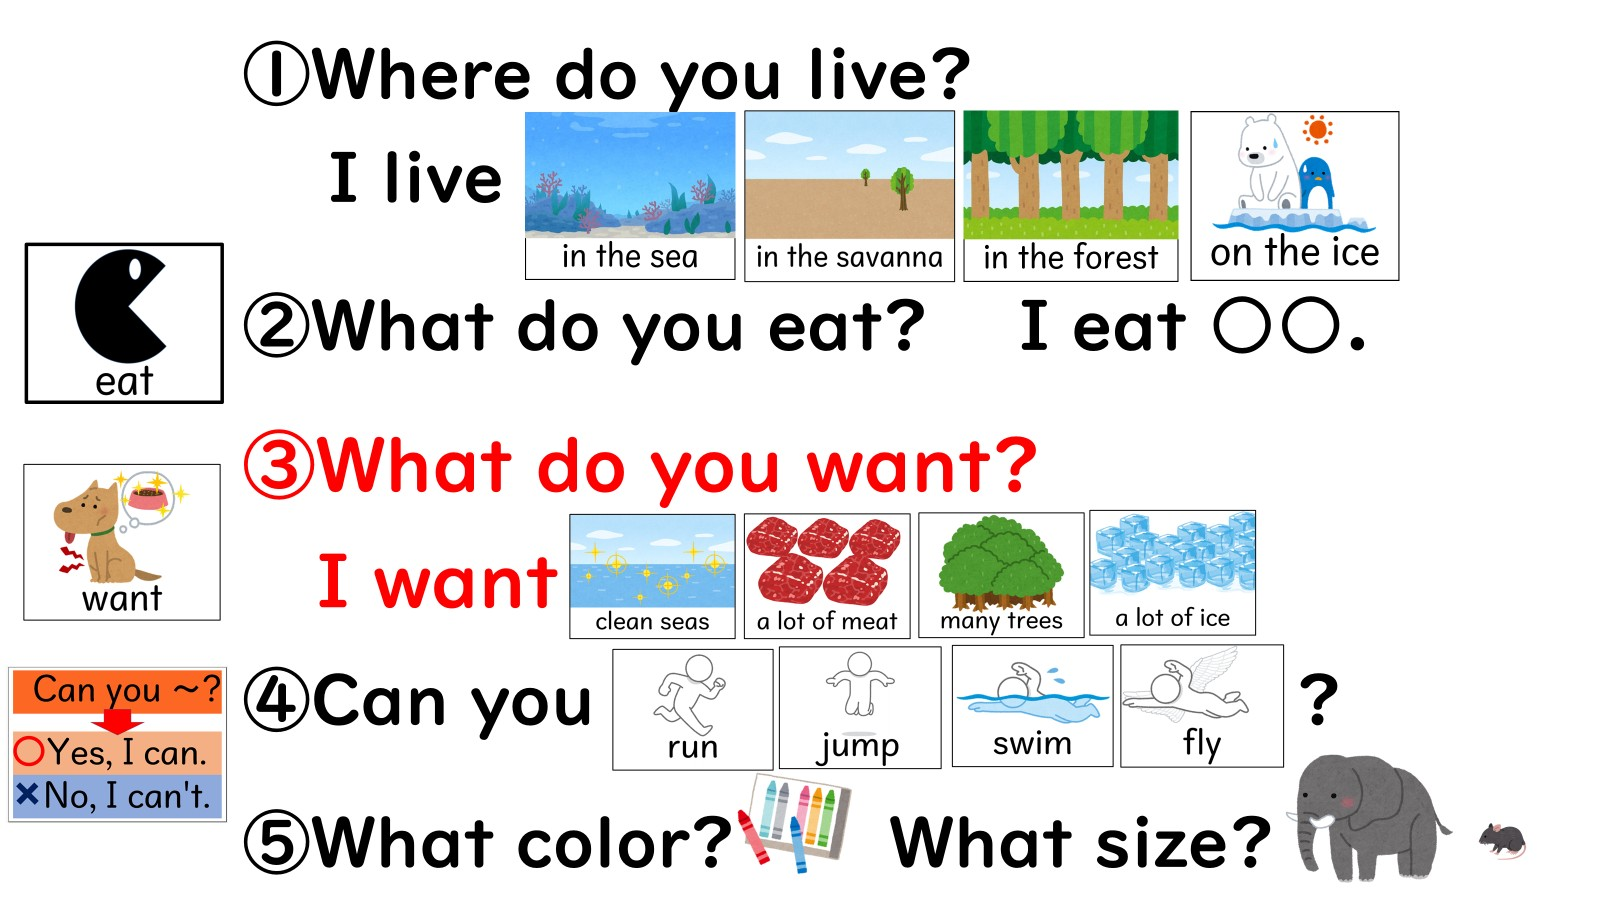 ①Where do you live?
I live
in the sea
in the savanna
in the forest
on the ice
eat
②What do you eat? I eat 〇〇.
③What do you want?
want
I want
clean seas
a lot of meat
many trees
a lot of ice
Can you ～?
〇Yes, I can.
×No, I can't.
④Can you
run
jump
swim
fly
?
⑤What color? What size?